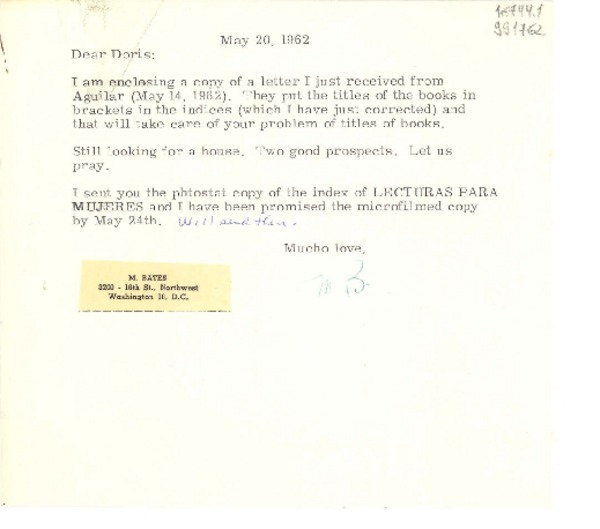 May 20, 1962
Dear Doris:
I am enclosing a copy of a letter I just received from
Aguilar (May 14, 1962). They put the titles of the books in
brackets in the indices (which I have just corrected) and
that will take care of your problem of titles of books.
Still looking for a house. Two good prospects. Let us
pray.
I sent you the phtostat copy of the index of LECTURAS PARA
MUJERES and I have been promised the microfilmed copy
by May 24th. Will send then.
Mucho love,
M B
M. BATES
3200 - 16th St., Northwest
Washington 10, D.C.
991762